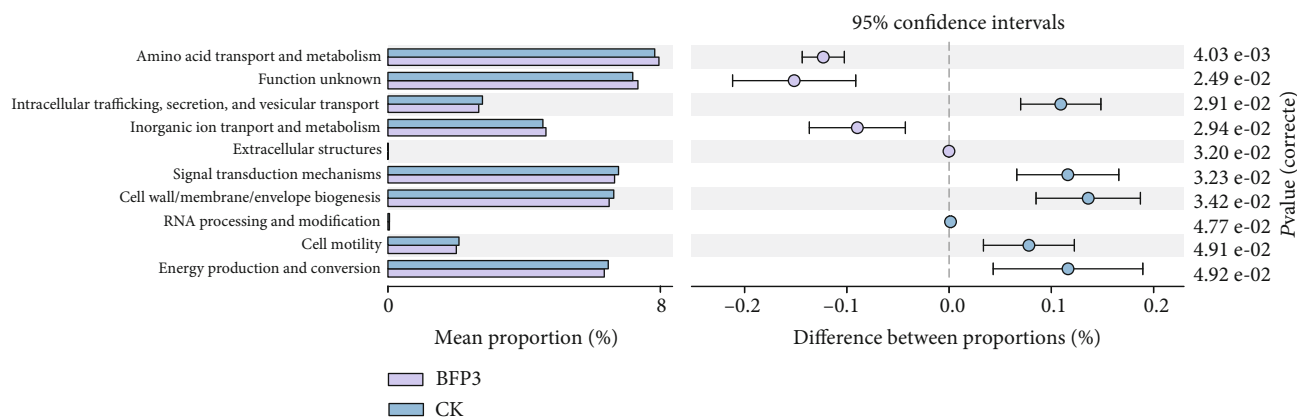 95% confidence intervals
Amino acid transport and metabolism
Function unknown
Intracellular trafficking, secretion, and vesicular transport
Inorganic ion tranport and metabolism
Extracellular structures
Signal transduction mechanisms
Cell wall/membrane/envelope biogenesis
RNA processing and modification
Cell motility
Energy production and conversion
4.03 e-03
2.49 e-02
2.91 e-02
2.94 e-02
3.20 e-02
3.23 e-02
3.42 e-02
4.77 e-02
4.91 e-02
4.92 e-02
Pvalue (correcte)
0 8
–0.2 –0.1 0.0 0.1 0.2
Mean proportion (%)
Difference between proportions (%)
BFP3
CK